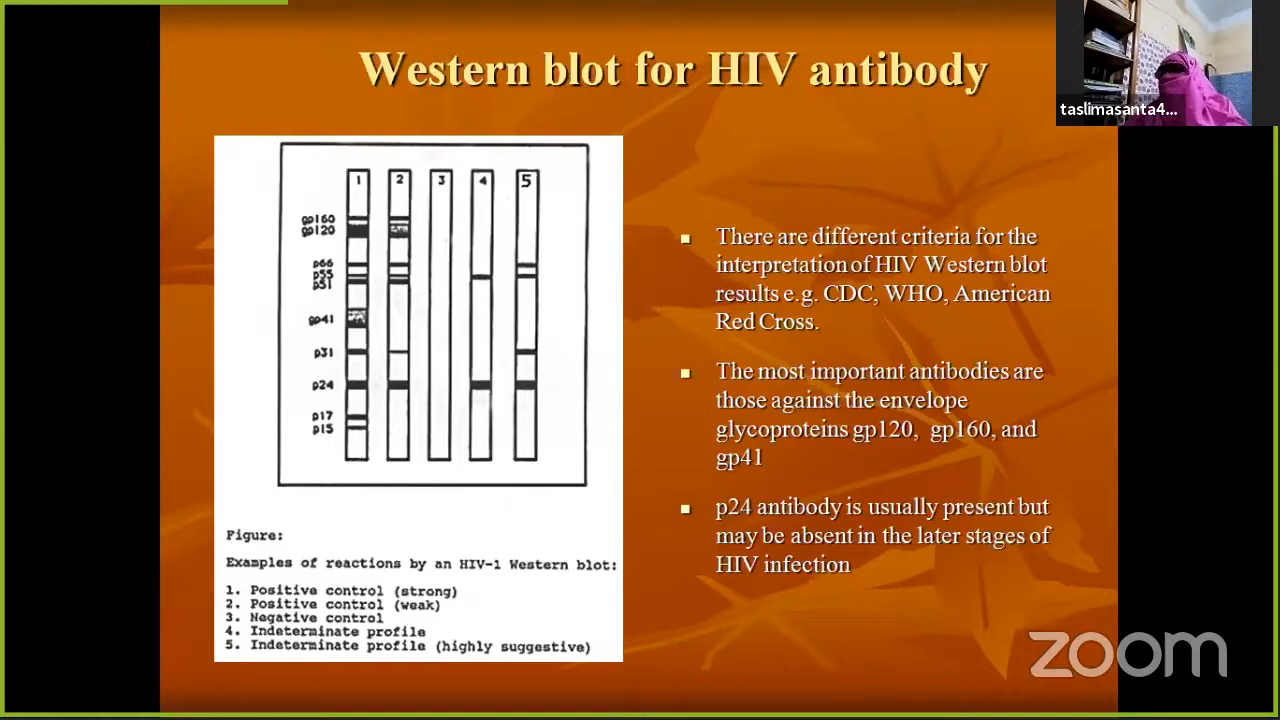 Western blot for HIV antibody
taslimasanta4...
1 2 3 4 5
gp160
gp120
p66
p55
p51
gp41
p31
p24
p17
p15
Figure:
Examples of reactions by an HIV-1 Western blot:
1. Positive control (strong)
2. Positive control (weak)
3. Negative control
4. Indeterminate profile
5. Indeterminate profile (highly suggestive)
There are different criteria for the
interpretation of HIV Western blot
results e.g. CDC, WHO, American
Red Cross.
The most important antibodies are
those against the envelope
glycoproteins gp120, gp160, and
gp41
p24 antibody is usually present but
may be absent in the later stages of
HIV infection
zoom